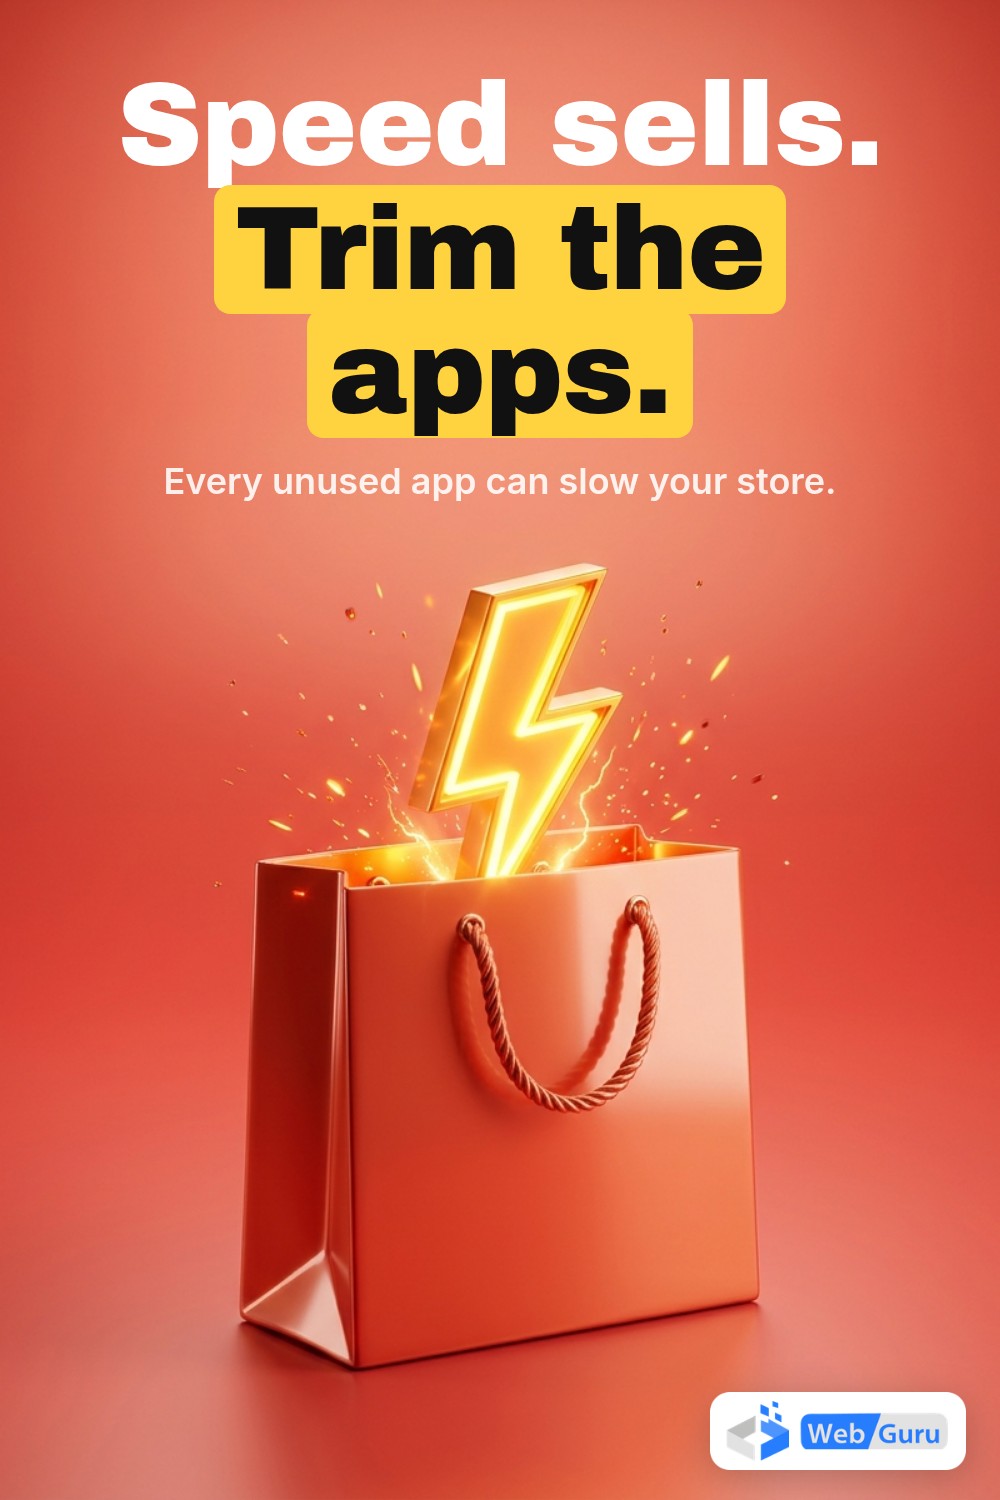 Speed sells.
Trim the
apps.
Every unused app can slow your store.
Web Guru